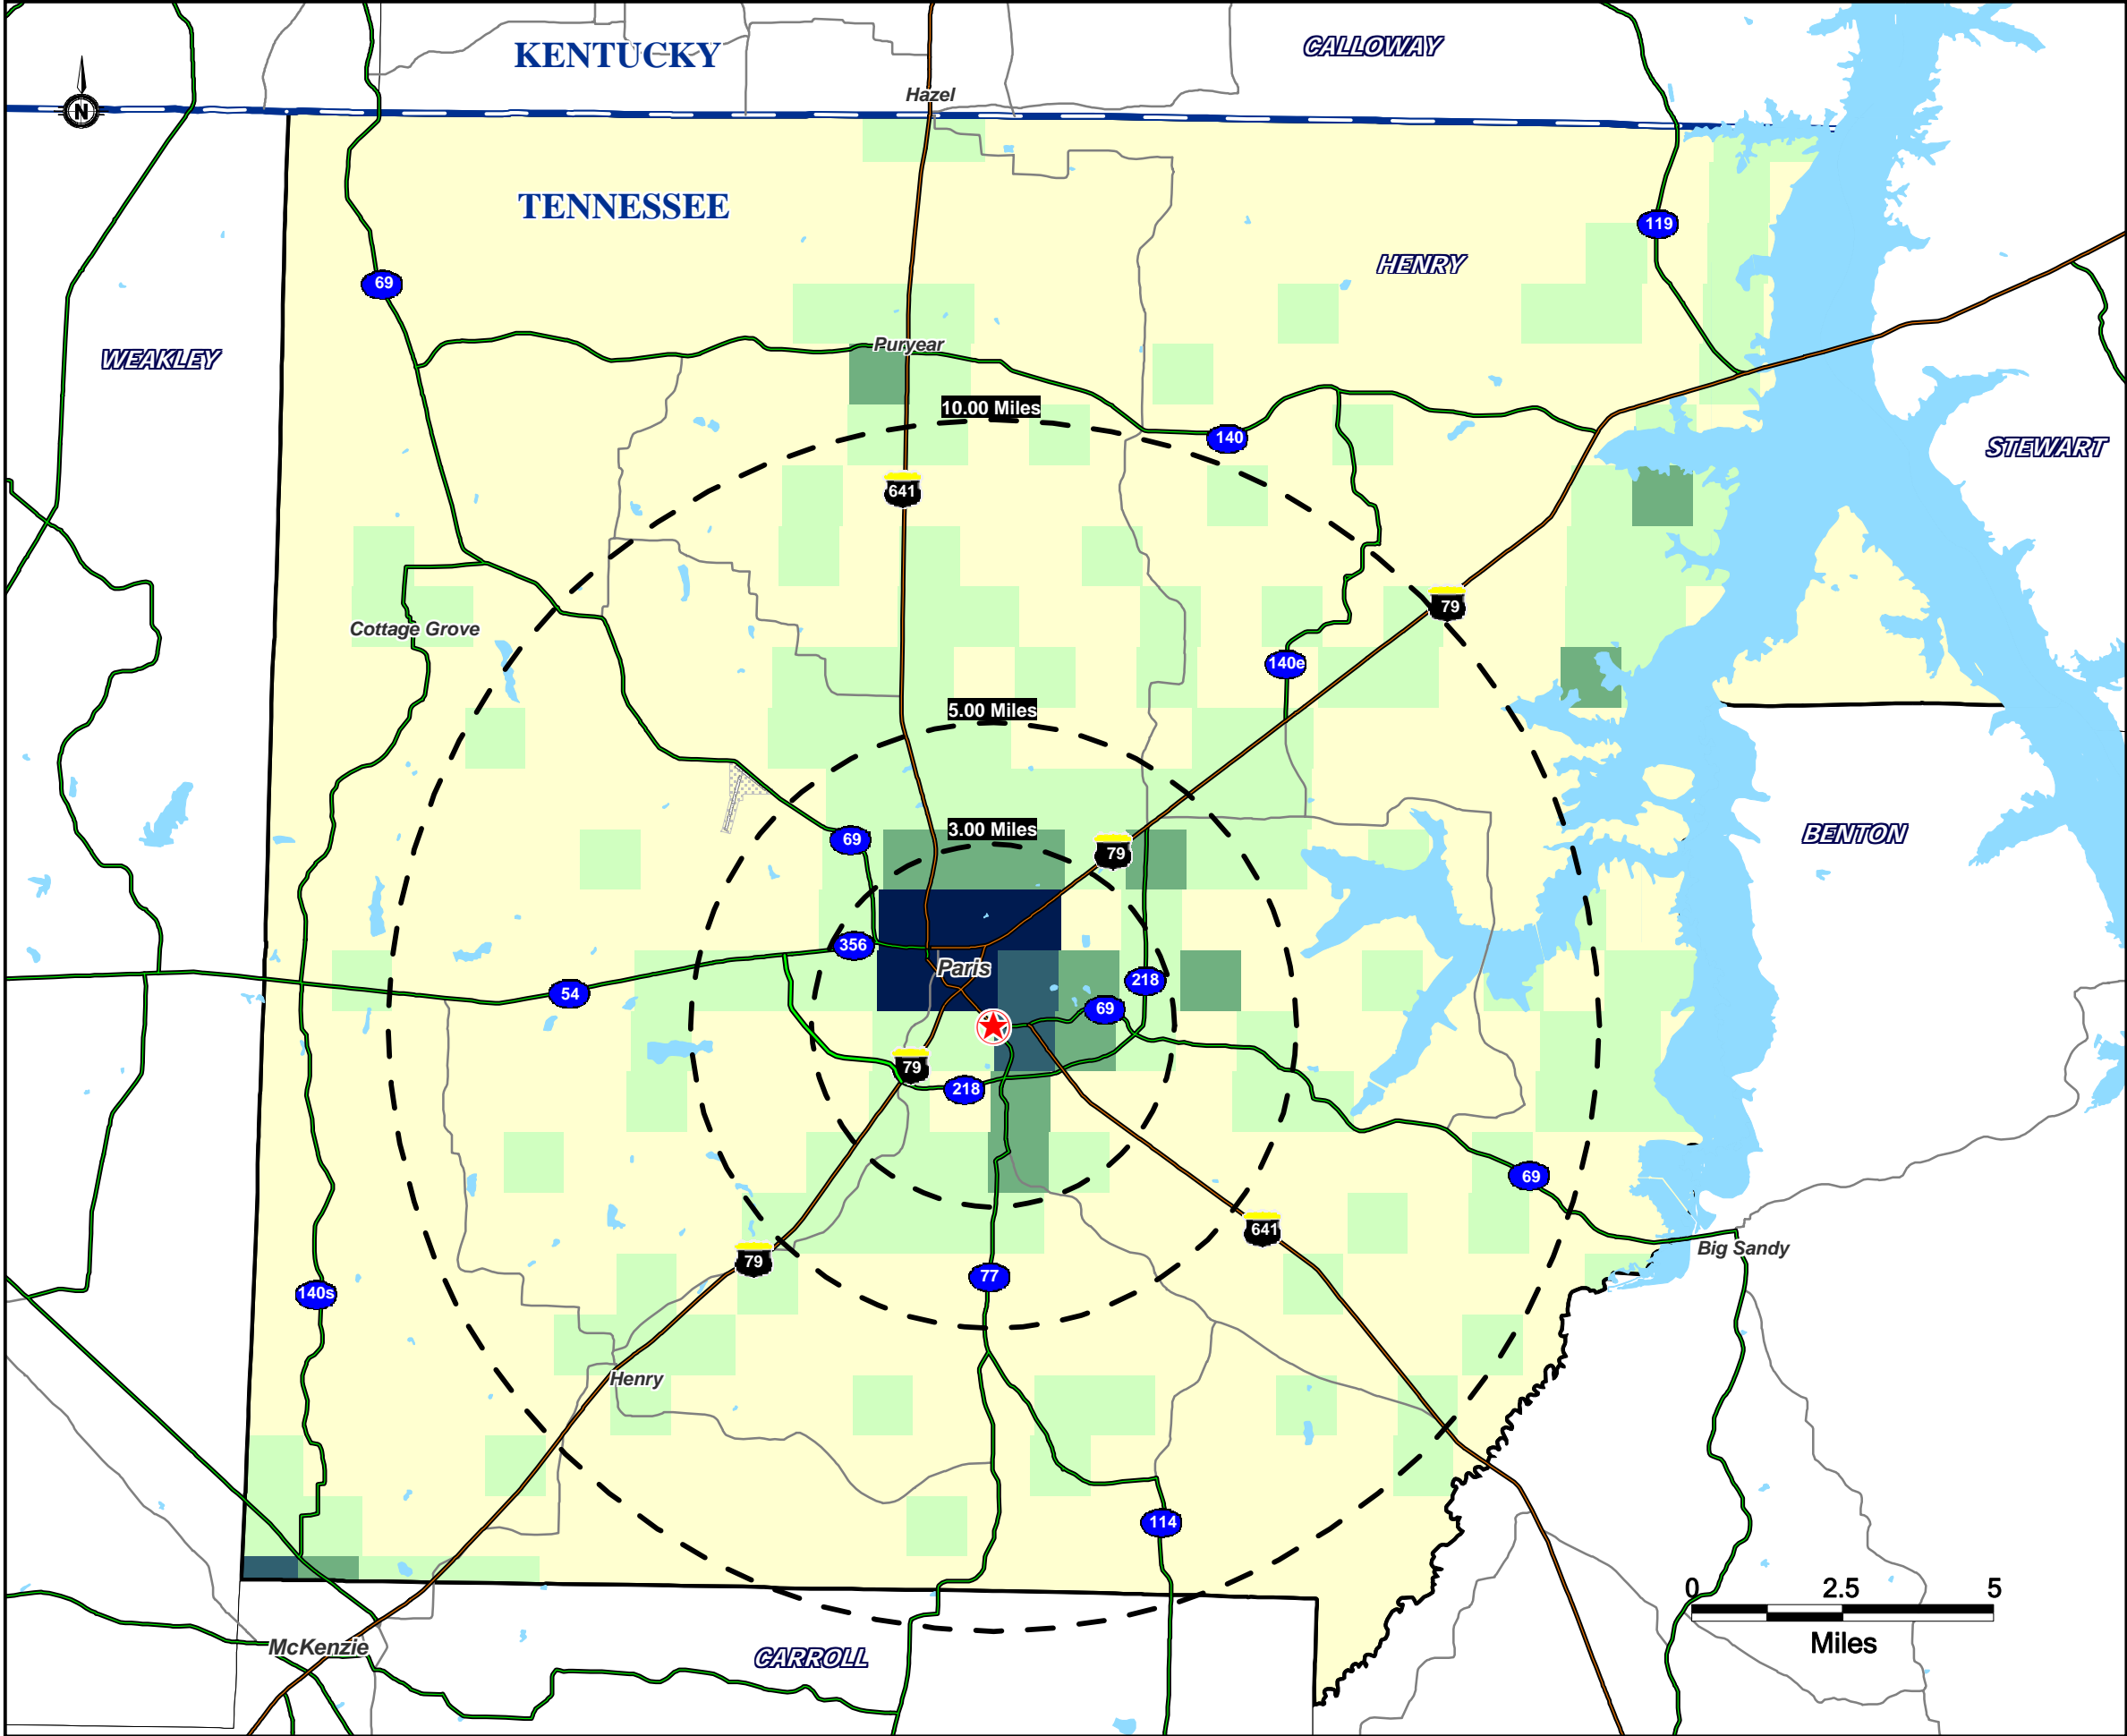 KENTUCKY
CALLOWAY
Hazel
N
TENNESSEE
119
HENRY
69
WEAKLEY
Puryear
10.00 Miles
140
STEWART
641
79
Cottage Grove
140e
5.00 Miles
3.00 Miles
69
79
BENTON
356
Paris
54
218
69
79
218
69
641
Big Sandy
79
77
140s
Henry
114
0 2.5 5
Miles
McKenzie
CARROLL